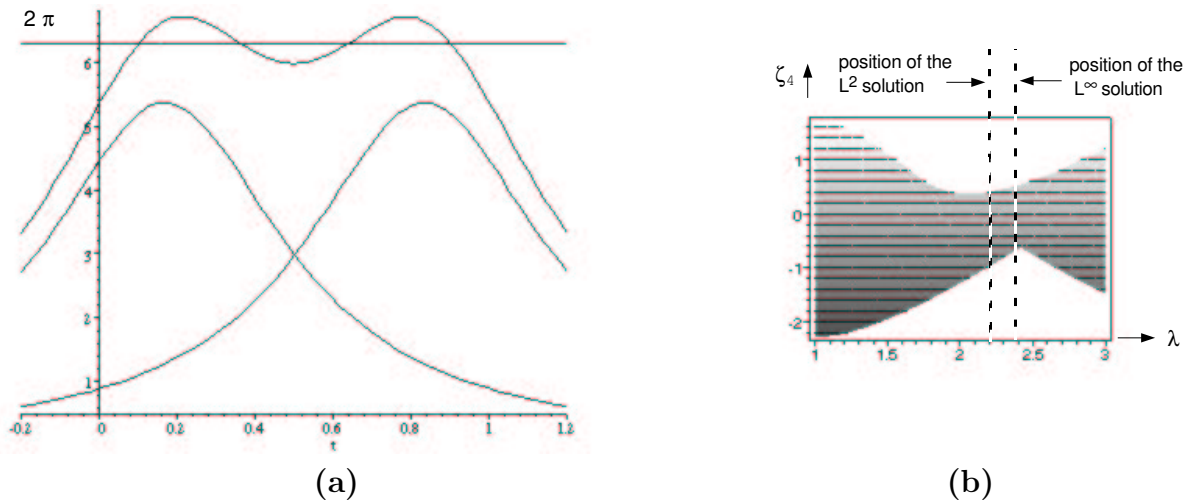 2 π
6
5
4
3
2
1
-0.2 0 0.2 0.4 0.6 0.8 1 1.2
t
(a)
ζ4
position of the
L² solution
position of the
L∞ solution
1
0
-1
-2
1 1.5 2 2.5 3
λ
(b)